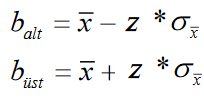 b_alt = x̅ − z * σ_x̅
b_üst = x̅ + z * σ_x̅